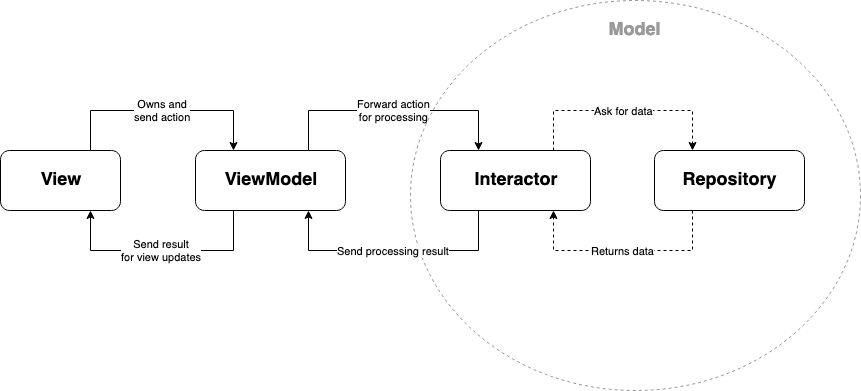 Model
Owns and
send action
Forward action
for processing
Ask for data
View
ViewModel
Interactor
Repository
Send result
for view updates
Send processing result
Returns data